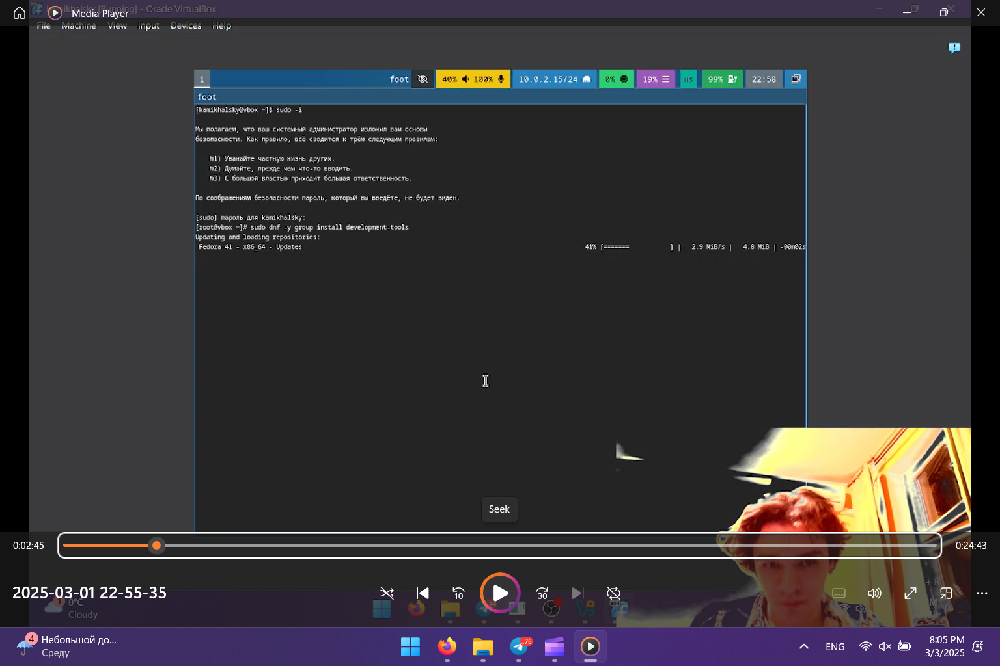 Media Player
[Running] - Oracle VirtualBox
File Machine View Input Devices Help
1 foot 40% 100% 10.0.2.15/24 0% 19% us 99% 22:58
foot
[kamikhalsky@vbox ~]$ sudo -i
Мы полагаем, что ваш системный администратор изложил вам основы
безопасности. Как правило, всё сводится к трём следующим правилам:
№1) Уважайте частную жизнь других.
№2) Думайте, прежде чем что-то вводить.
№3) С большой властью приходит большая ответственность.
По соображениям безопасности пароль, который вы введёте, не будет виден.
[sudo] пароль для kamikhalsky:
[root@vbox ~]# sudo dnf -y group install development-tools
Updating and loading repositories:
Fedora 41 - x86_64 - Updates 41% [======= ] | 2.9 MiB/s | 4.8 MiB | -00m02s
Seek
0:02:45 0:24:43
2025-03-01 22-55-35
10 30
0°C
Cloudy
4 Небольшой до...
Среду
..76
ENG
8:05 PM
3/3/2025